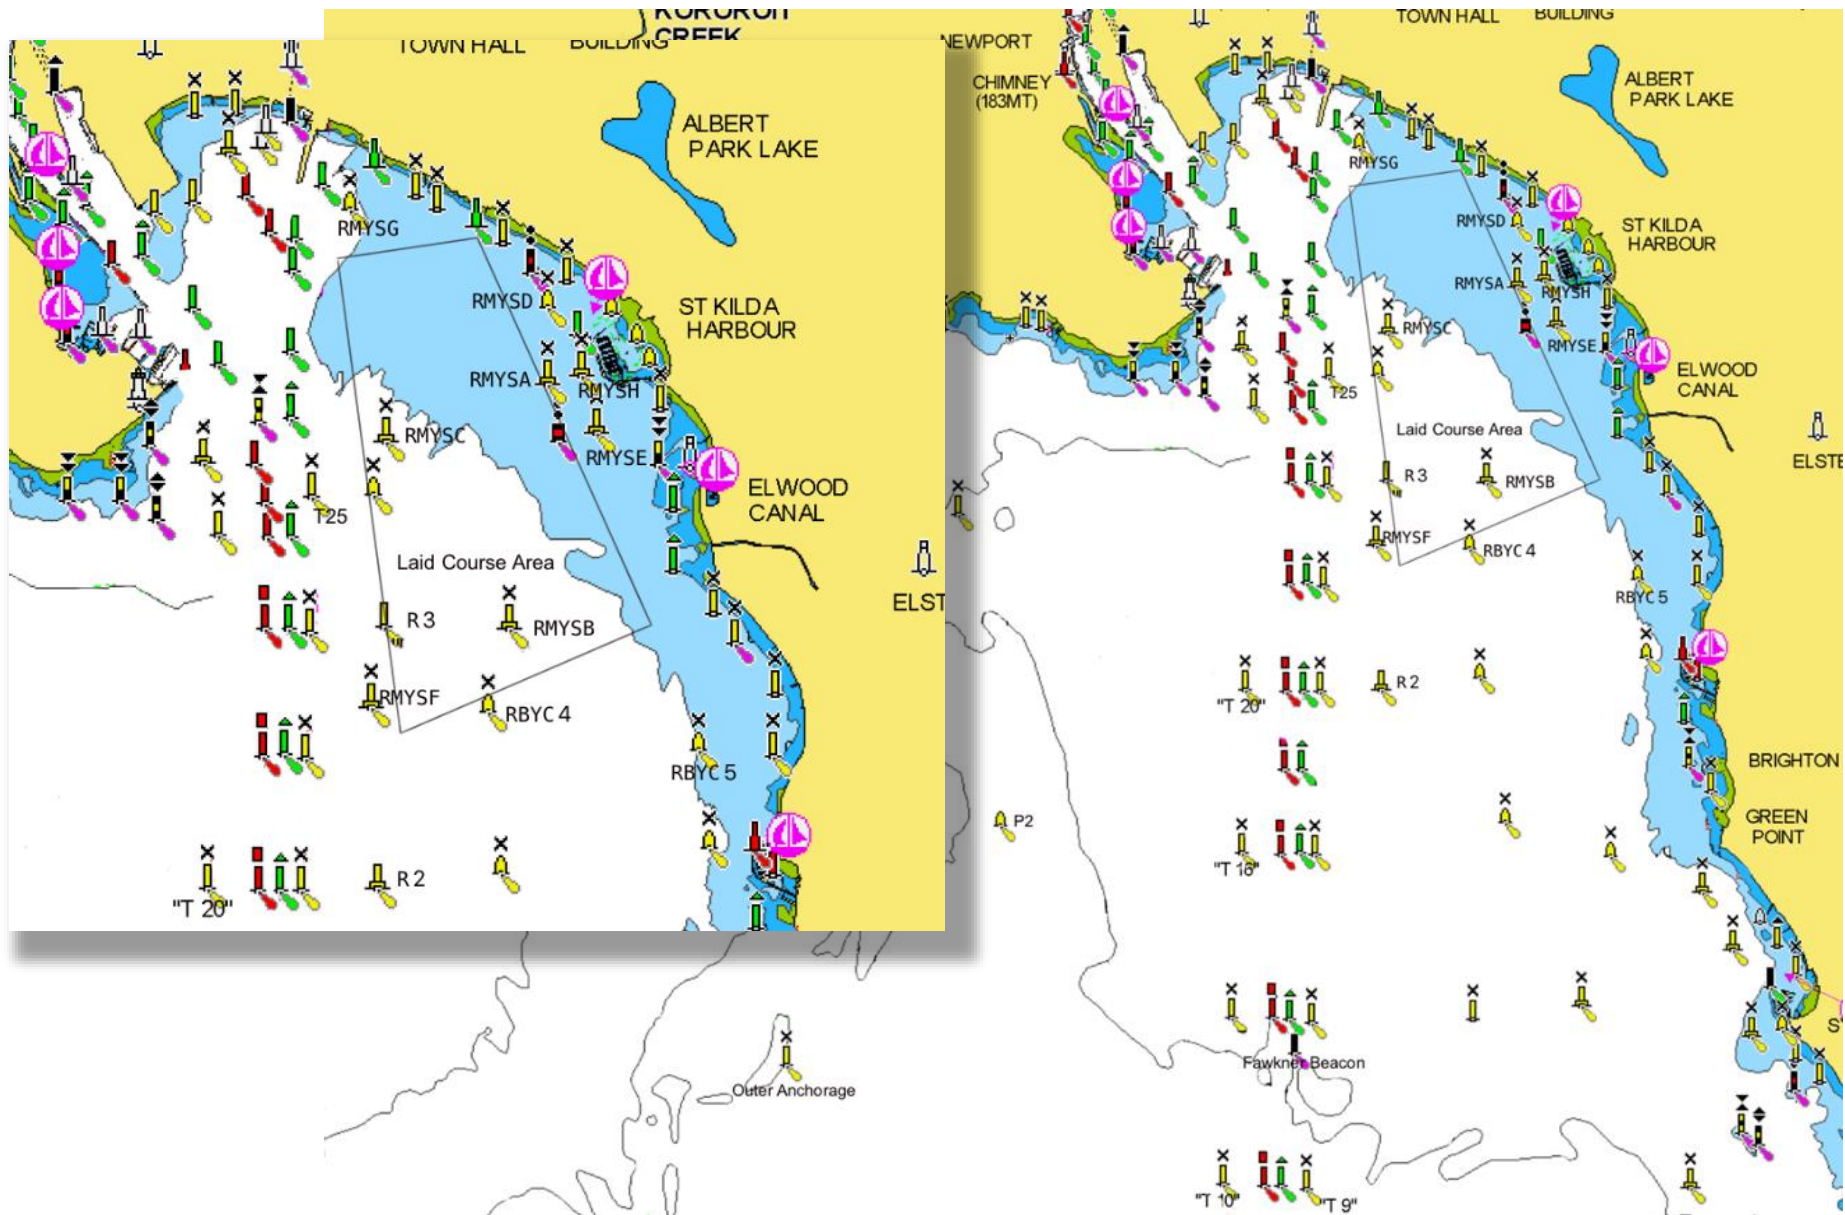 KORUROIT
CREEK
TOWN HALL
BUILDING
ALBERT
PARK LAKE
RMYSG
RMYSD
ST KILDA
HARBOUR
RMYSA
RMYSH
RMYSC
RMYSE
ELWOOD
CANAL
T25
Laid Course Area
ELST
R 3
RMYSB
RMYSF
RBYC 4
RBYC 5
R 2
"T 20"
TOWN HALL
BUILDING
NEWPORT
CHIMNEY
(183MT)
ALBERT
PARK LAKE
RMYSG
RMYSD
ST KILDA
HARBOUR
RMYSA
RMYSH
RMYSC
RMYSE
ELWOOD
CANAL
T25
Laid Course Area
ELSTE
R 3
RMYSB
RMYSF
RBYC 4
RBYC 5
R 2
"T 20"
BRIGHTON
P2
GREEN
POINT
"T 16"
S
Fawkner Beacon
Outer Anchorage
"T 10"
"T 9"